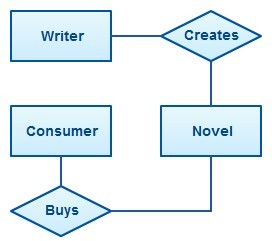 Writer
Creates
Consumer
Novel
Buys